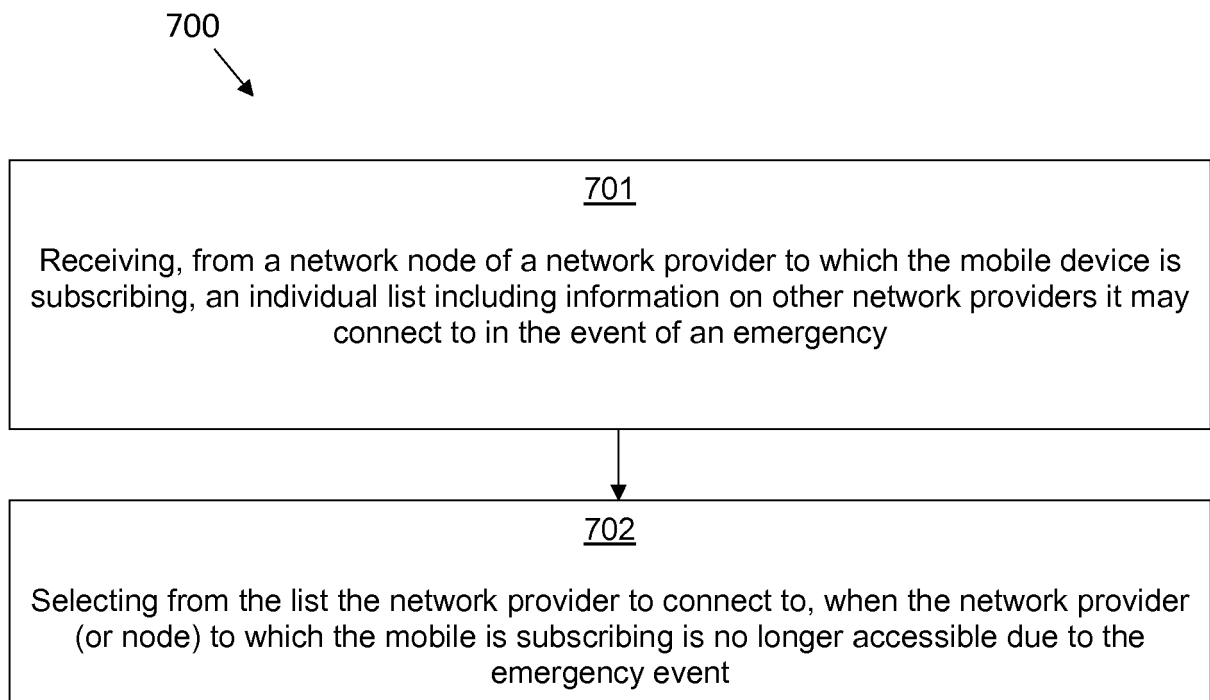 700
701
Receiving, from a network node of a network provider to which the mobile device is
subscribing, an individual list including information on other network providers it may
connect to in the event of an emergency
702
Selecting from the list the network provider to connect to, when the network provider
(or node) to which the mobile is subscribing is no longer accessible due to the
emergency event